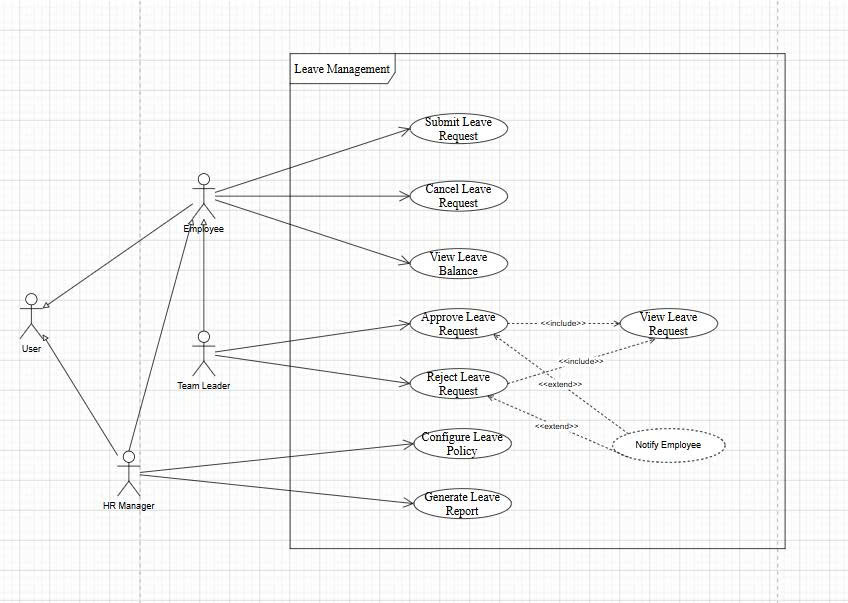 Leave Management
Submit Leave
Request
Cancel Leave
Request
Employee
View Leave
Balance
Approve Leave
Request
<<include>>
View Leave
Request
User
<<include>>
Team Leader
Reject Leave
Request
<<extend>>
<<extend>>
Configure Leave
Policy
Notify Employee
HR Manager
Generate Leave
Report